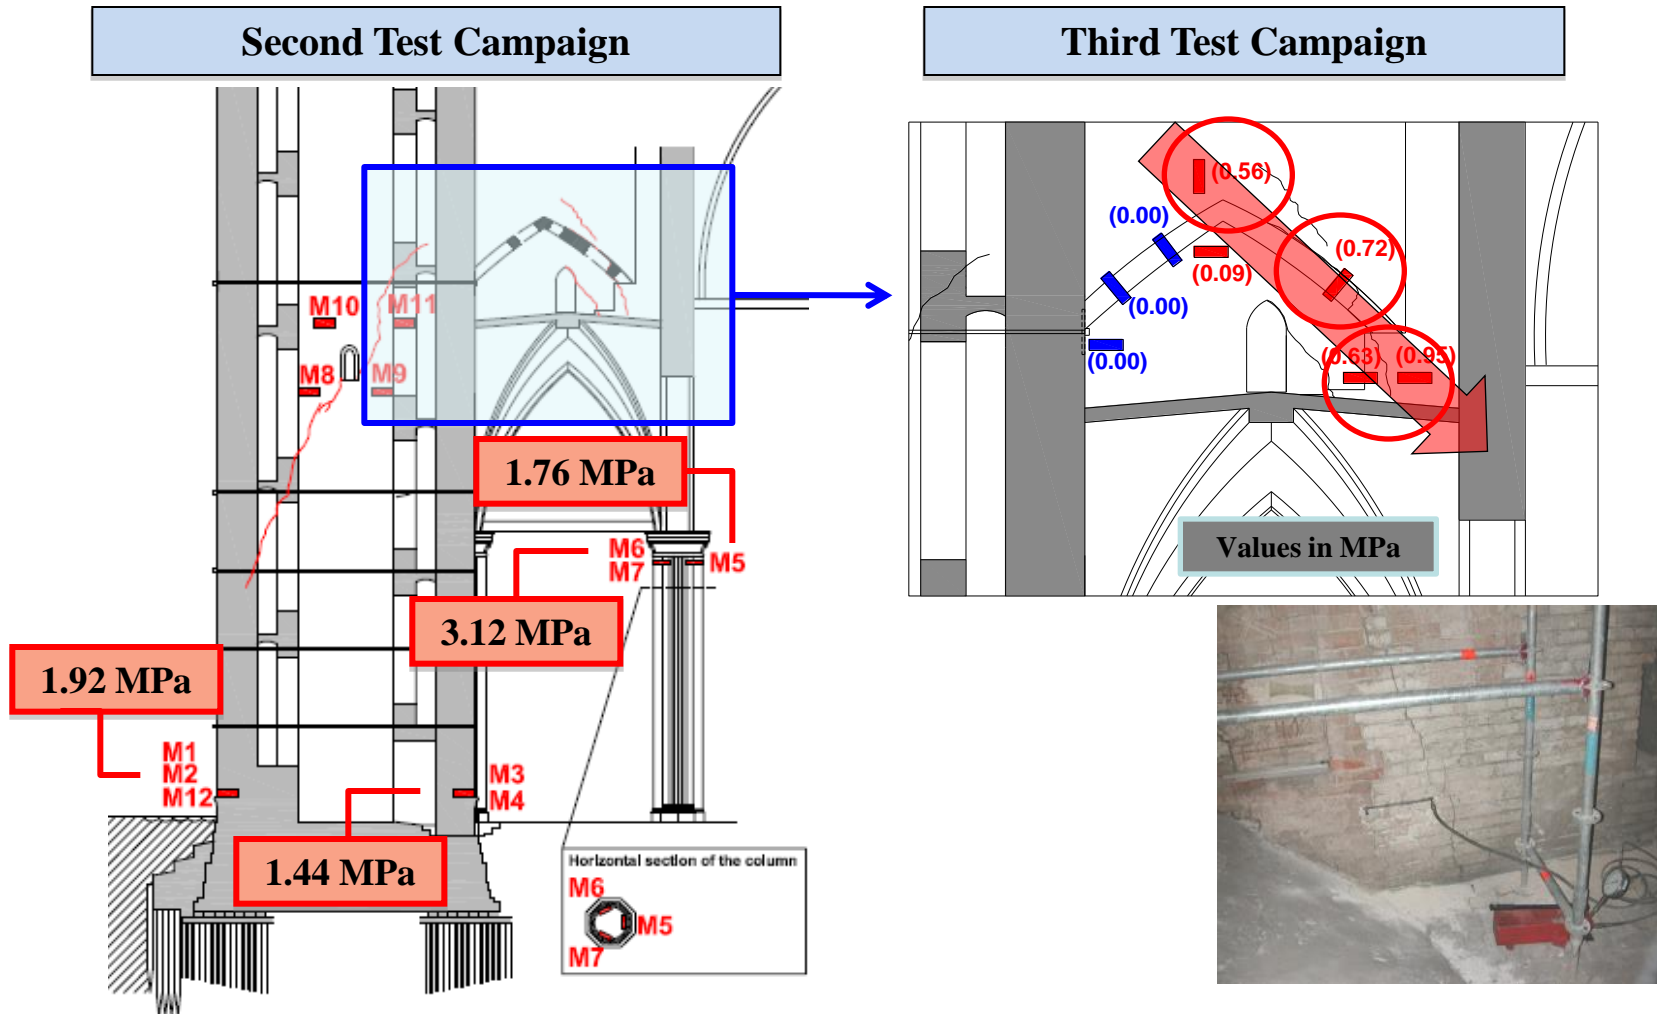 Second Test Campaign
Third Test Campaign
M10
M11
M8
M9
1.76 MPa
M6
M7
M5
3.12 MPa
1.92 MPa
M1
M2
M12
M3
M4
1.44 MPa
Horizontal section of the column
M6
M5
M7
(0.56)
(0.00)
(0.72)
(0.09)
(0.00)
(0.00)
(0.63)
(0.95)
Values in MPa